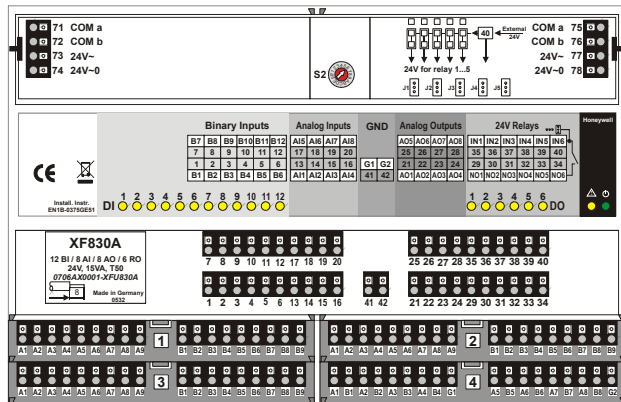 71 COM a
72 COM b
73 24V~
74 24V~0
S2
40
External
24V
24V for relay 1...5
J1 J2 J3 J4 J5
COM a 75
COM b 76
24V~ 77
24V~0 78
Binary Inputs Analog Inputs GND Analog Outputs 24V Relays
Honeywell
B7 B8 B9 B10 B11 B12 AI5 AI6 AI7 AI8 AO5 AO6 AO7 AO8 IN1 IN2 IN3 IN4 IN5 IN6
7 8 9 10 11 12 17 18 19 20 25 26 27 28 35 36 37 38 39 40
1 2 3 4 5 6 13 14 15 16 G1 G2 21 22 23 24 29 30 31 32 33 34
B1 B2 B3 B4 B5 B6 AI1 AI2 AI3 AI4 41 42 AO1 AO2 AO3 AO4 NO1 NO2 NO3 NO4 NO5 NO6
CE
Install. Instr.
EN1B-0375GE51
DI 1 2 3 4 5 6 7 8 9 10 11 12
1 2 3 4 5 6 DO
XF830A
12 BI / 8 AI / 8 AO / 6 RO
24V, 15VA, T50
0706AX0001-XFU830A
8
Made in Germany
0532
7 8 9 10 11 12 17 18 19 20 25 26 27 28 35 36 37 38 39 40
1 2 3 4 5 6 13 14 15 16 41 42 21 22 23 24 29 30 31 32 33 34
A1 A2 A3 A4 A5 A6 A7 A8 A9 1 B1 B2 B3 B4 B5 B6 B7 B8 B9
A1 A2 A3 A4 A5 A6 A7 A8 A9 2 B1 B2 B3 B4 B5 B6 B7 B8 B9
A1 A2 A3 A4 A5 A6 A7 A8 A9 3 B1 B2 B3 B4 B5 B6 B7 B8 B9
A1 B1 A2 B2 A3 B3 A4 B4 G1 4 A5 B5 A6 B6 A7 B7 A8 B8 G2